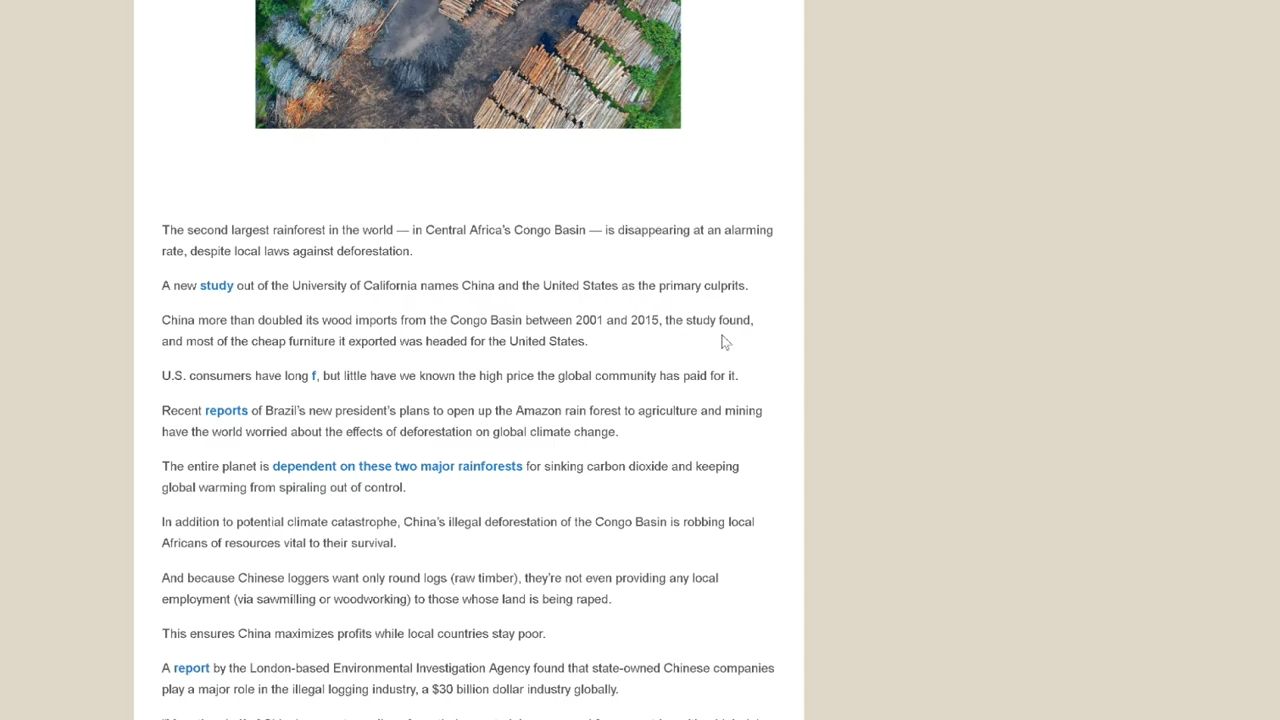 The second largest rainforest in the world — in Central Africa's Congo Basin — is disappearing at an alarming
rate, despite local laws against deforestation.
A new study out of the University of California names China and the United States as the primary culprits.
China more than doubled its wood imports from the Congo Basin between 2001 and 2015, the study found,
and most of the cheap furniture it exported was headed for the United States.
U.S. consumers have long f, but little have we known the high price the global community has paid for it.
Recent reports of Brazil's new president's plans to open up the Amazon rain forest to agriculture and mining
have the world worried about the effects of deforestation on global climate change.
The entire planet is dependent on these two major rainforests for sinking carbon dioxide and keeping
global warming from spiraling out of control.
In addition to potential climate catastrophe, China's illegal deforestation of the Congo Basin is robbing local
Africans of resources vital to their survival.
And because Chinese loggers want only round logs (raw timber), they're not even providing any local
employment (via sawmilling or woodworking) to those whose land is being raped.
This ensures China maximizes profits while local countries stay poor.
A report by the London-based Environmental Investigation Agency found that state-owned Chinese companies
play a major role in the illegal logging industry, a $30 billion dollar industry globally.